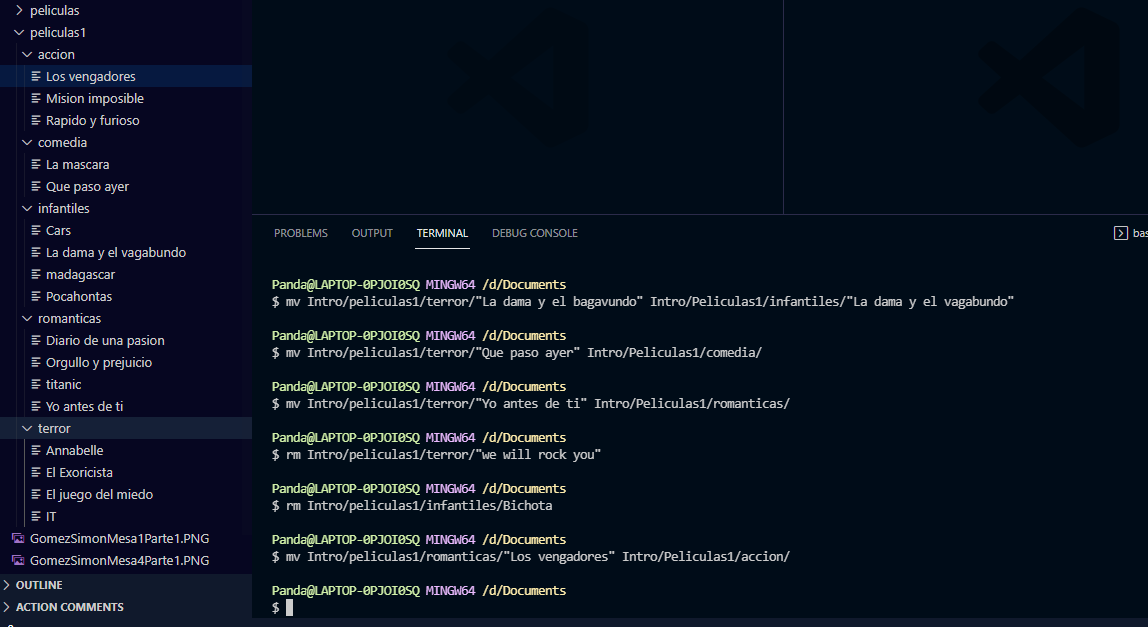 peliculas
peliculas1
accion
Los vengadores
Mision imposible
Rapido y furioso
comedia
La mascara
Que paso ayer
infantiles
Cars
La dama y el vagabundo
madagascar
Pocahontas
romanticas
Diario de una pasion
Orgullo y prejuicio
titanic
Yo antes de ti
terror
Annabelle
El Exoricista
El juego del miedo
IT
GomezSimonMesa1Parte1.PNG
GomezSimonMesa4Parte1.PNG
OUTLINE
ACTION COMMENTS
PROBLEMS OUTPUT TERMINAL DEBUG CONSOLE bas
Panda@LAPTOP-0PJOI0SQ MINGW64 /d/Documents
$ mv Intro/peliculas1/terror/"La dama y el bagavundo" Intro/Peliculas1/infantiles/"La dama y el vagabundo"
Panda@LAPTOP-0PJOI0SQ MINGW64 /d/Documents
$ mv Intro/peliculas1/terror/"Que paso ayer" Intro/Peliculas1/comedia/
Panda@LAPTOP-0PJOI0SQ MINGW64 /d/Documents
$ mv Intro/peliculas1/terror/"Yo antes de ti" Intro/Peliculas1/romanticas/
Panda@LAPTOP-0PJOI0SQ MINGW64 /d/Documents
$ rm Intro/peliculas1/terror/"we will rock you"
Panda@LAPTOP-0PJOI0SQ MINGW64 /d/Documents
$ rm Intro/peliculas1/infantiles/Bichota
Panda@LAPTOP-0PJOI0SQ MINGW64 /d/Documents
$ mv Intro/peliculas1/romanticas/"Los vengadores" Intro/Peliculas1/accion/
Panda@LAPTOP-0PJOI0SQ MINGW64 /d/Documents
$